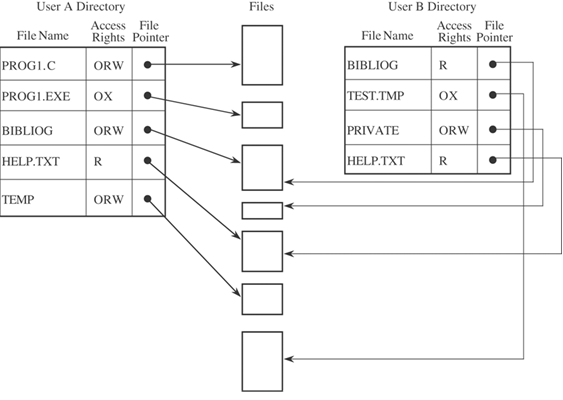 User A Directory
Files
User B Directory
File Name Access Rights File Pointer
PROG1.C ORW
PROG1.EXE OX
BIBLIOG ORW
HELP.TXT R
TEMP ORW
File Name Access Rights File Pointer
BIBLIOG R
TEST.TMP OX
PRIVATE ORW
HELP.TXT R